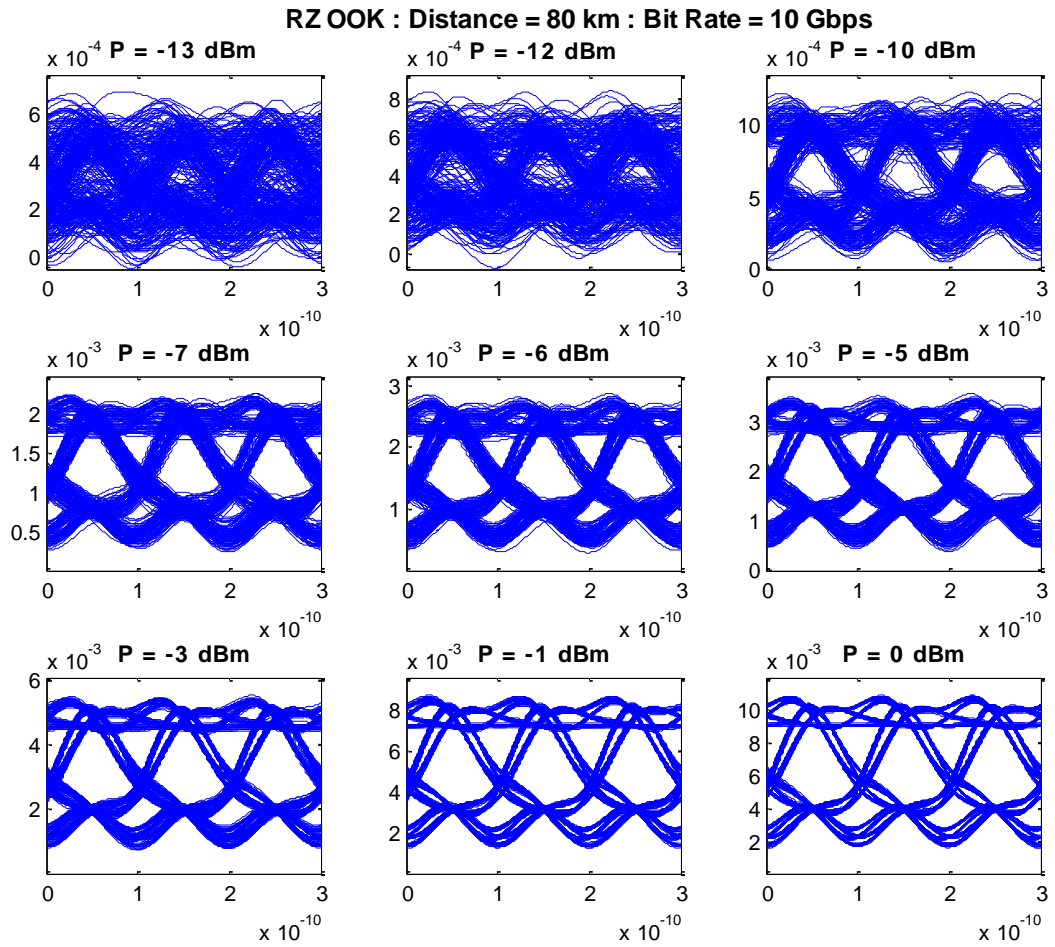 RZ OOK : Distance = 80 km : Bit Rate = 10 Gbps
x 10^-4 P = -13 dBm
6
4
2
0
0 1 2 3
x 10^-10
x 10^-4 P = -12 dBm
8
6
4
2
0
0 1 2 3
x 10^-10
x 10^-4 P = -10 dBm
10
5
0
0 1 2 3
x 10^-10
x 10^-3 P = -7 dBm
2
1.5
1
0.5
0 1 2 3
x 10^-10
x 10^-3 P = -6 dBm
3
2
1
0 1 2 3
x 10^-10
x 10^-3 P = -5 dBm
3
2
1
0
0 1 2 3
x 10^-10
x 10^-3 P = -3 dBm
6
4
2
0 1 2 3
x 10^-10
x 10^-3 P = -1 dBm
8
6
4
2
0 1 2 3
x 10^-10
x 10^-3 P = 0 dBm
10
8
6
4
2
0 1 2 3
x 10^-10